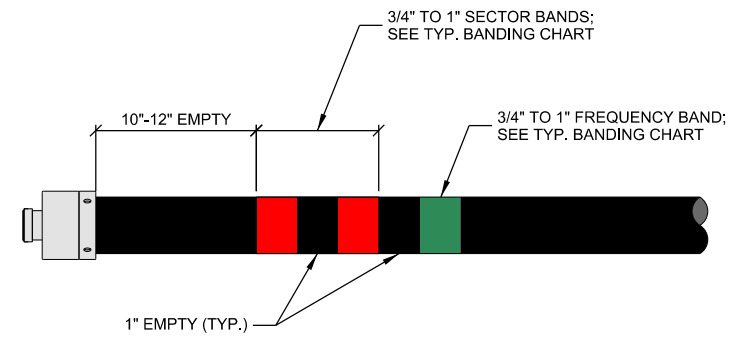 3/4" TO 1" SECTOR BANDS;
SEE TYP. BANDING CHART
10"-12" EMPTY
3/4" TO 1" FREQUENCY BAND;
SEE TYP. BANDING CHART
1" EMPTY (TYP.)